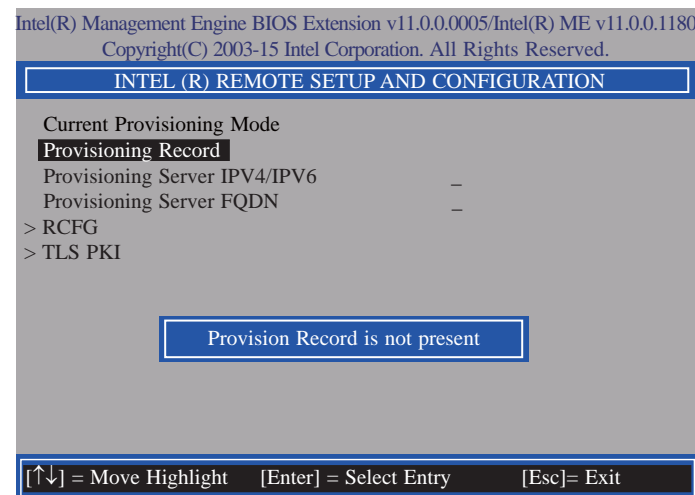 Intel(R) Management Engine BIOS Extension v11.0.0.0005/Intel(R) ME v11.0.0.1180
Copyright(C) 2003-15 Intel Corporation. All Rights Reserved.
INTEL (R) REMOTE SETUP AND CONFIGURATION
Current Provisioning Mode
Provisioning Record
Provisioning Server IPV4/IPV6 _
Provisioning Server FQDN _
> RCFG
> TLS PKI
Provision Record is not present
[↑↓] = Move Highlight [Enter] = Select Entry [Esc]= Exit